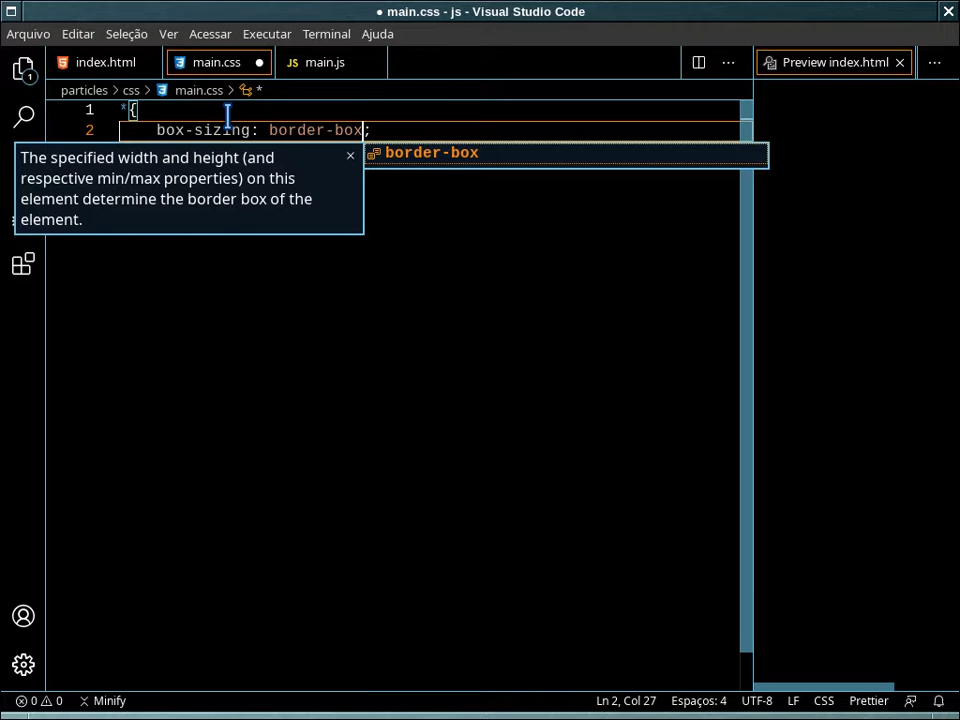 ● main.css - js - Visual Studio Code
Arquivo Editar Seleção Ver Acessar Executar Terminal Ajuda
index.html main.css ● JS main.js ··· Preview index.html × ···
particles > css > main.css > *
1 *{
2 box-sizing: border-box;
border-box
The specified width and height (and
respective min/max properties) on this
element determine the border box of the
element.
1
0 0 Minify Ln 2, Col 27 Espaços: 4 UTF-8 LF CSS Prettier